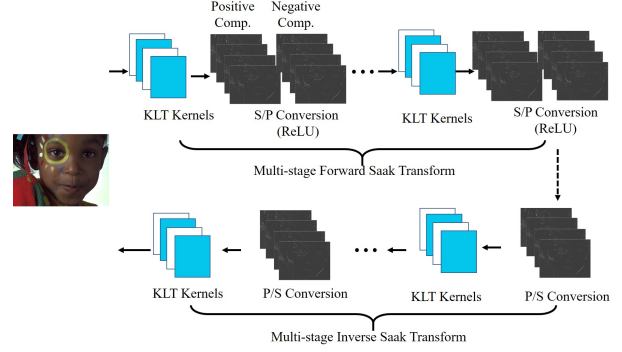 Positive Comp.
Negative Comp.
KLT Kernels
S/P Conversion (ReLU)
KLT Kernels
S/P Conversion (ReLU)
Multi-stage Forward Saak Transform
KLT Kernels
P/S Conversion
KLT Kernels
P/S Conversion
Multi-stage Inverse Saak Transform